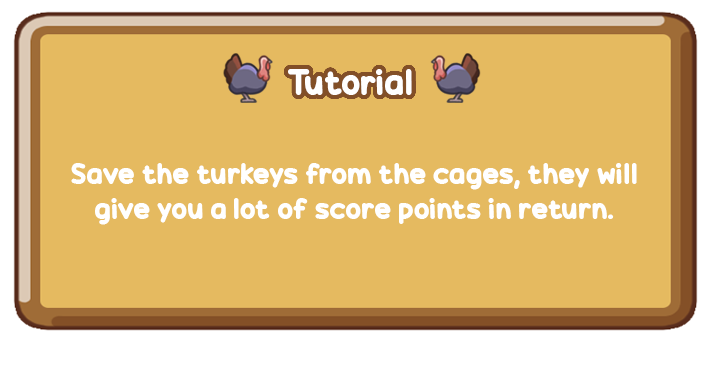 Tutorial
Save the turkeys from the cages, they will
give you a lot of score points in return.